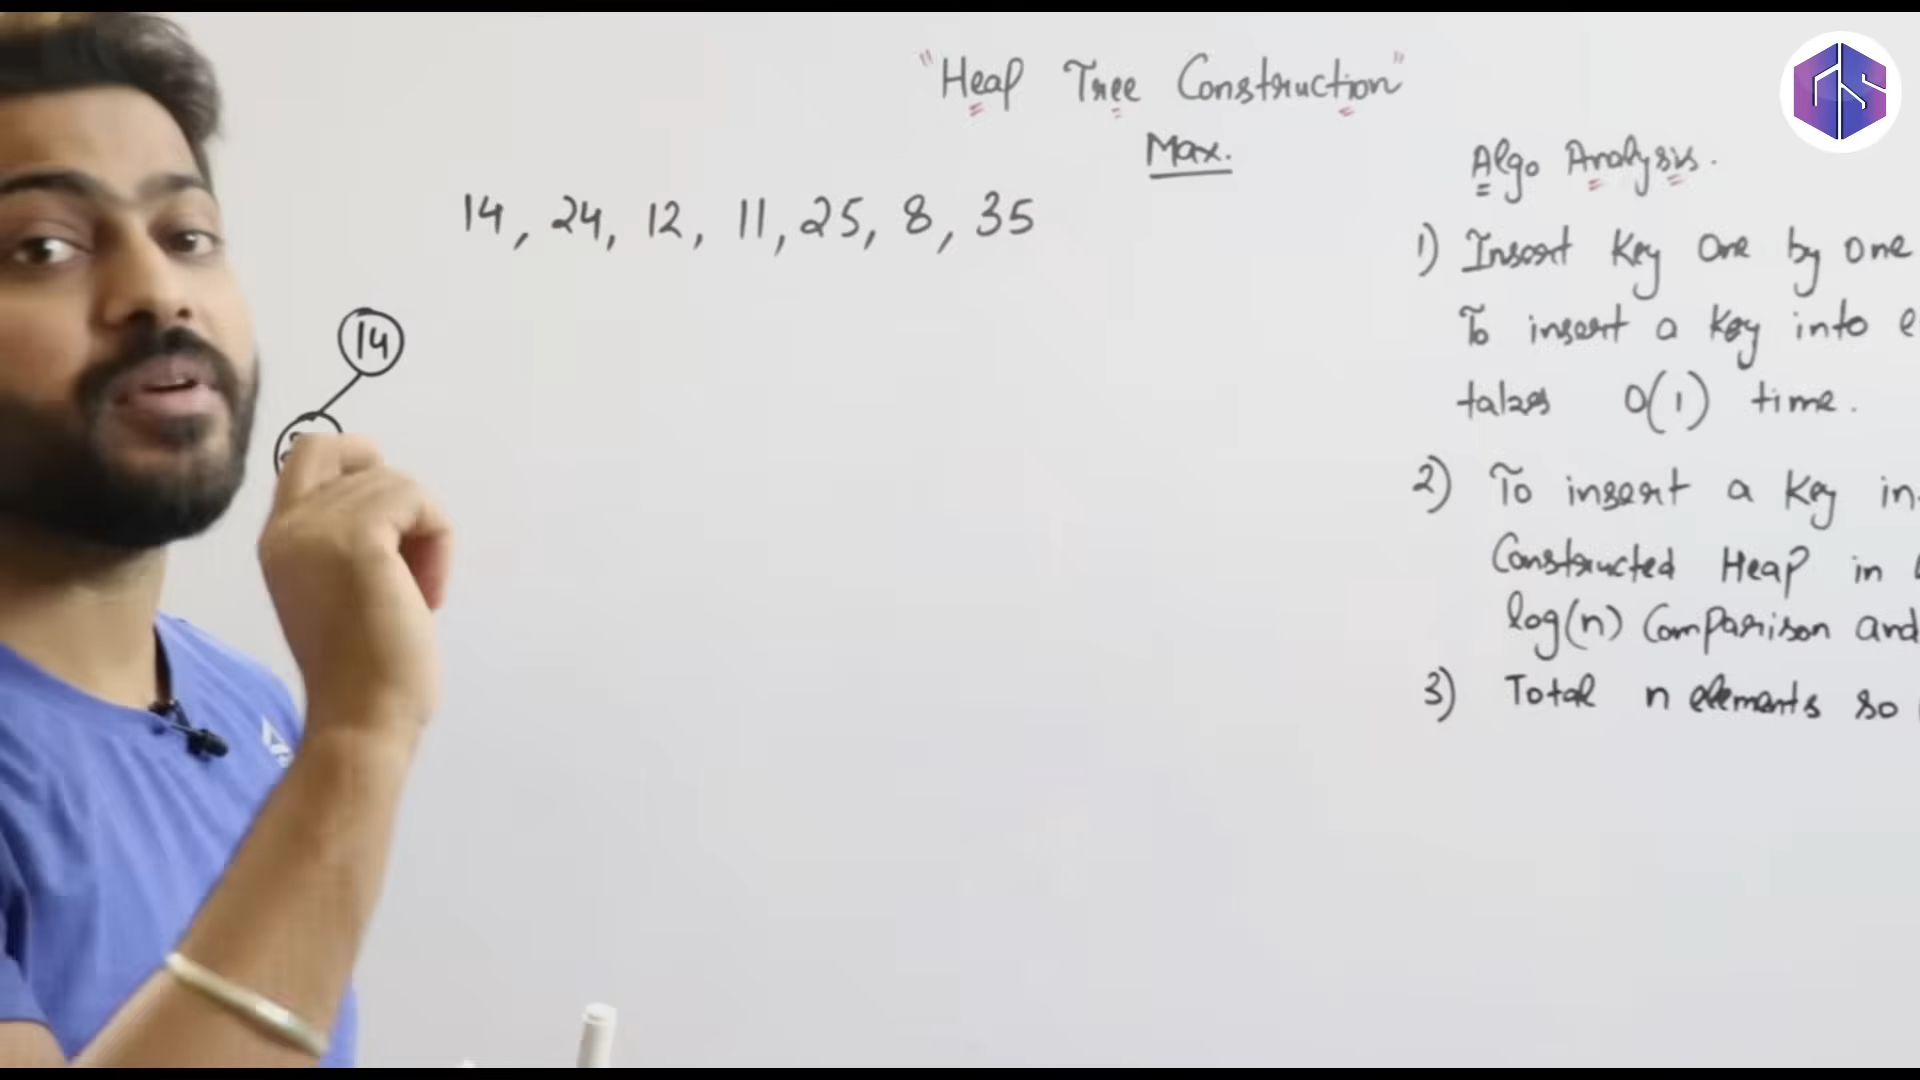 "Heap Tree Construction"
Max.
14, 24, 12, 11, 25, 8, 35
14
Algo Analysis.
1) Insert Key One by One
To insert a Key into
takes O(1) time.
2) To insert a Key
Constructed Heap in
log(n) Comparison and
3) Total n elements so